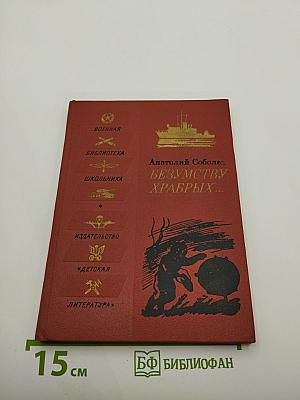 ВОЕННАЯ
БИБЛИОТЕКА
ШКОЛЬНИКА
ИЗДАТЕЛЬСТВО
«ДЕТСКАЯ
ЛИТЕРАТУРА»
Анатолий Соболев
БЕЗУМСТВУ
ХРАБРЫХ...
15 см
БФ БИБЛИОФАН